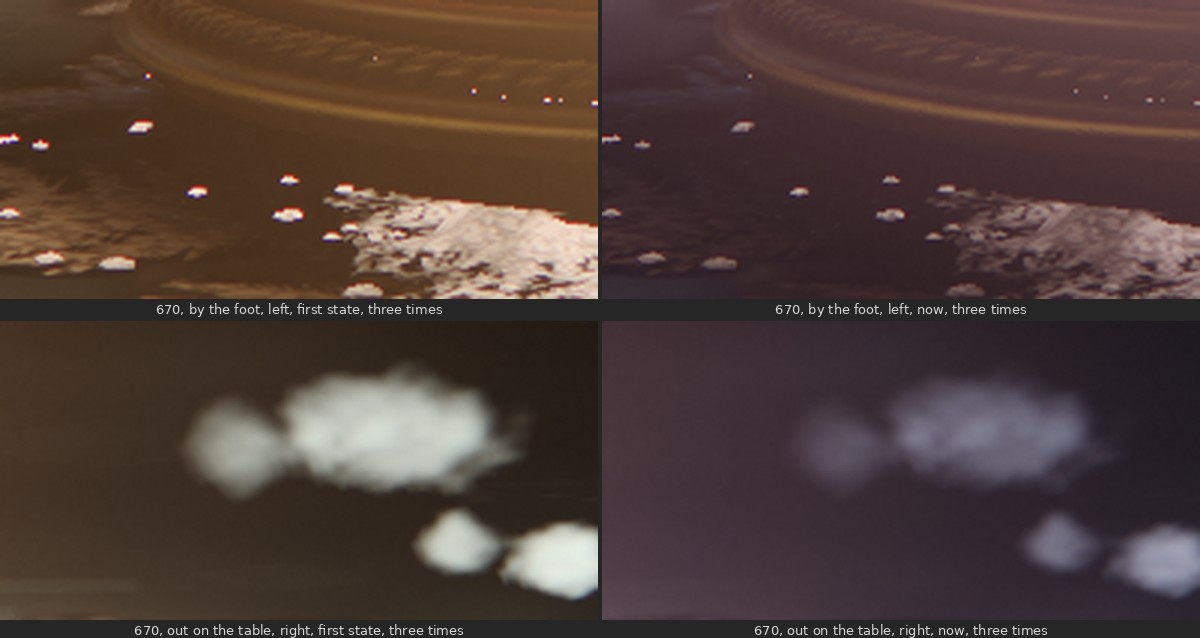 670, by the foot, left, first state, three times
670, by the foot, left, now, three times
670, out on the table, right, first state, three times
670, out on the table, right, now, three times